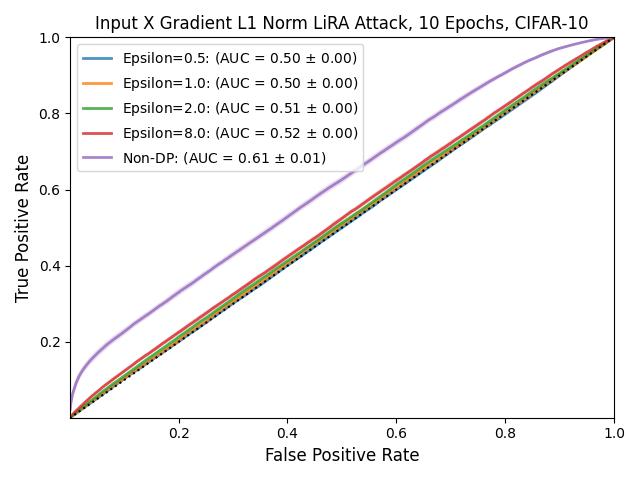 Input X Gradient L1 Norm LiRA Attack, 10 Epochs, CIFAR-10
1.0
0.8
0.6
0.4
0.2
True Positive Rate
Epsilon=0.5: (AUC = 0.50 ± 0.00)
Epsilon=1.0: (AUC = 0.50 ± 0.00)
Epsilon=2.0: (AUC = 0.51 ± 0.00)
Epsilon=8.0: (AUC = 0.52 ± 0.00)
Non-DP: (AUC = 0.61 ± 0.01)
0.2 0.4 0.6 0.8 1.0
False Positive Rate